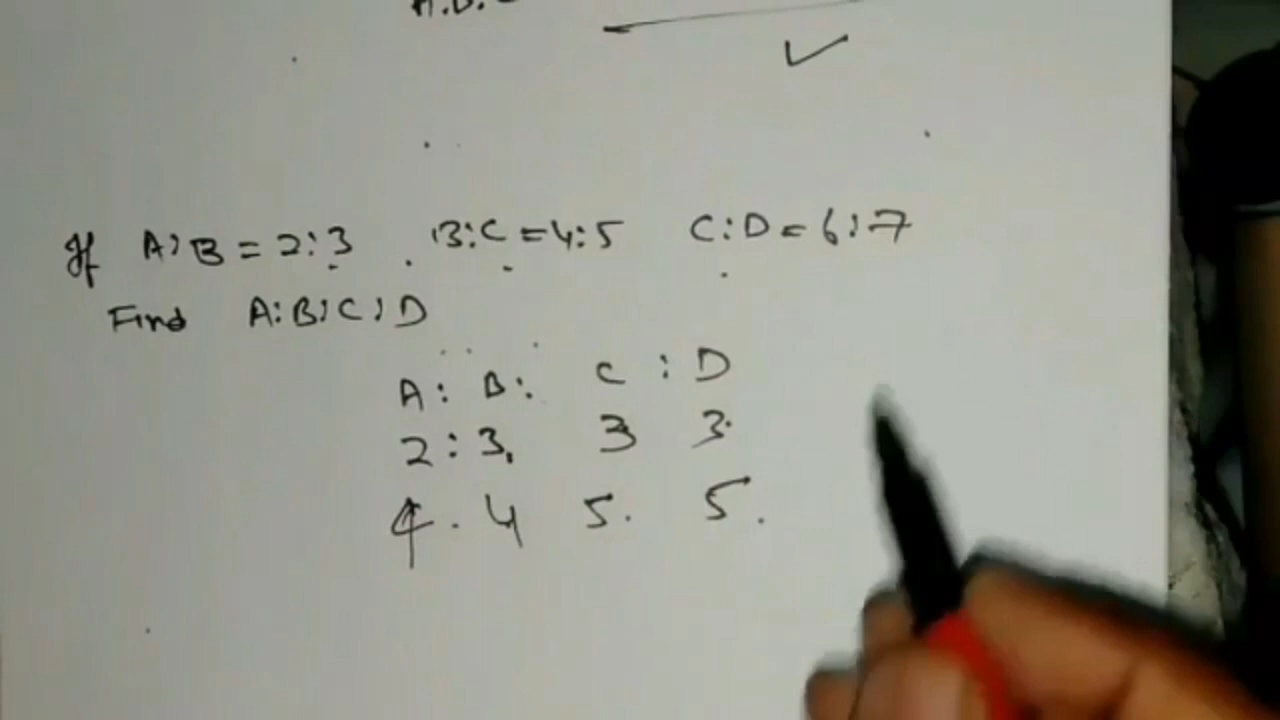 If A:B = 2:3 B:C = 4:5 C:D = 6:7
Find A:B:C:D
A: B: C : D
2:3. 3 3
4. 4 5. 5.